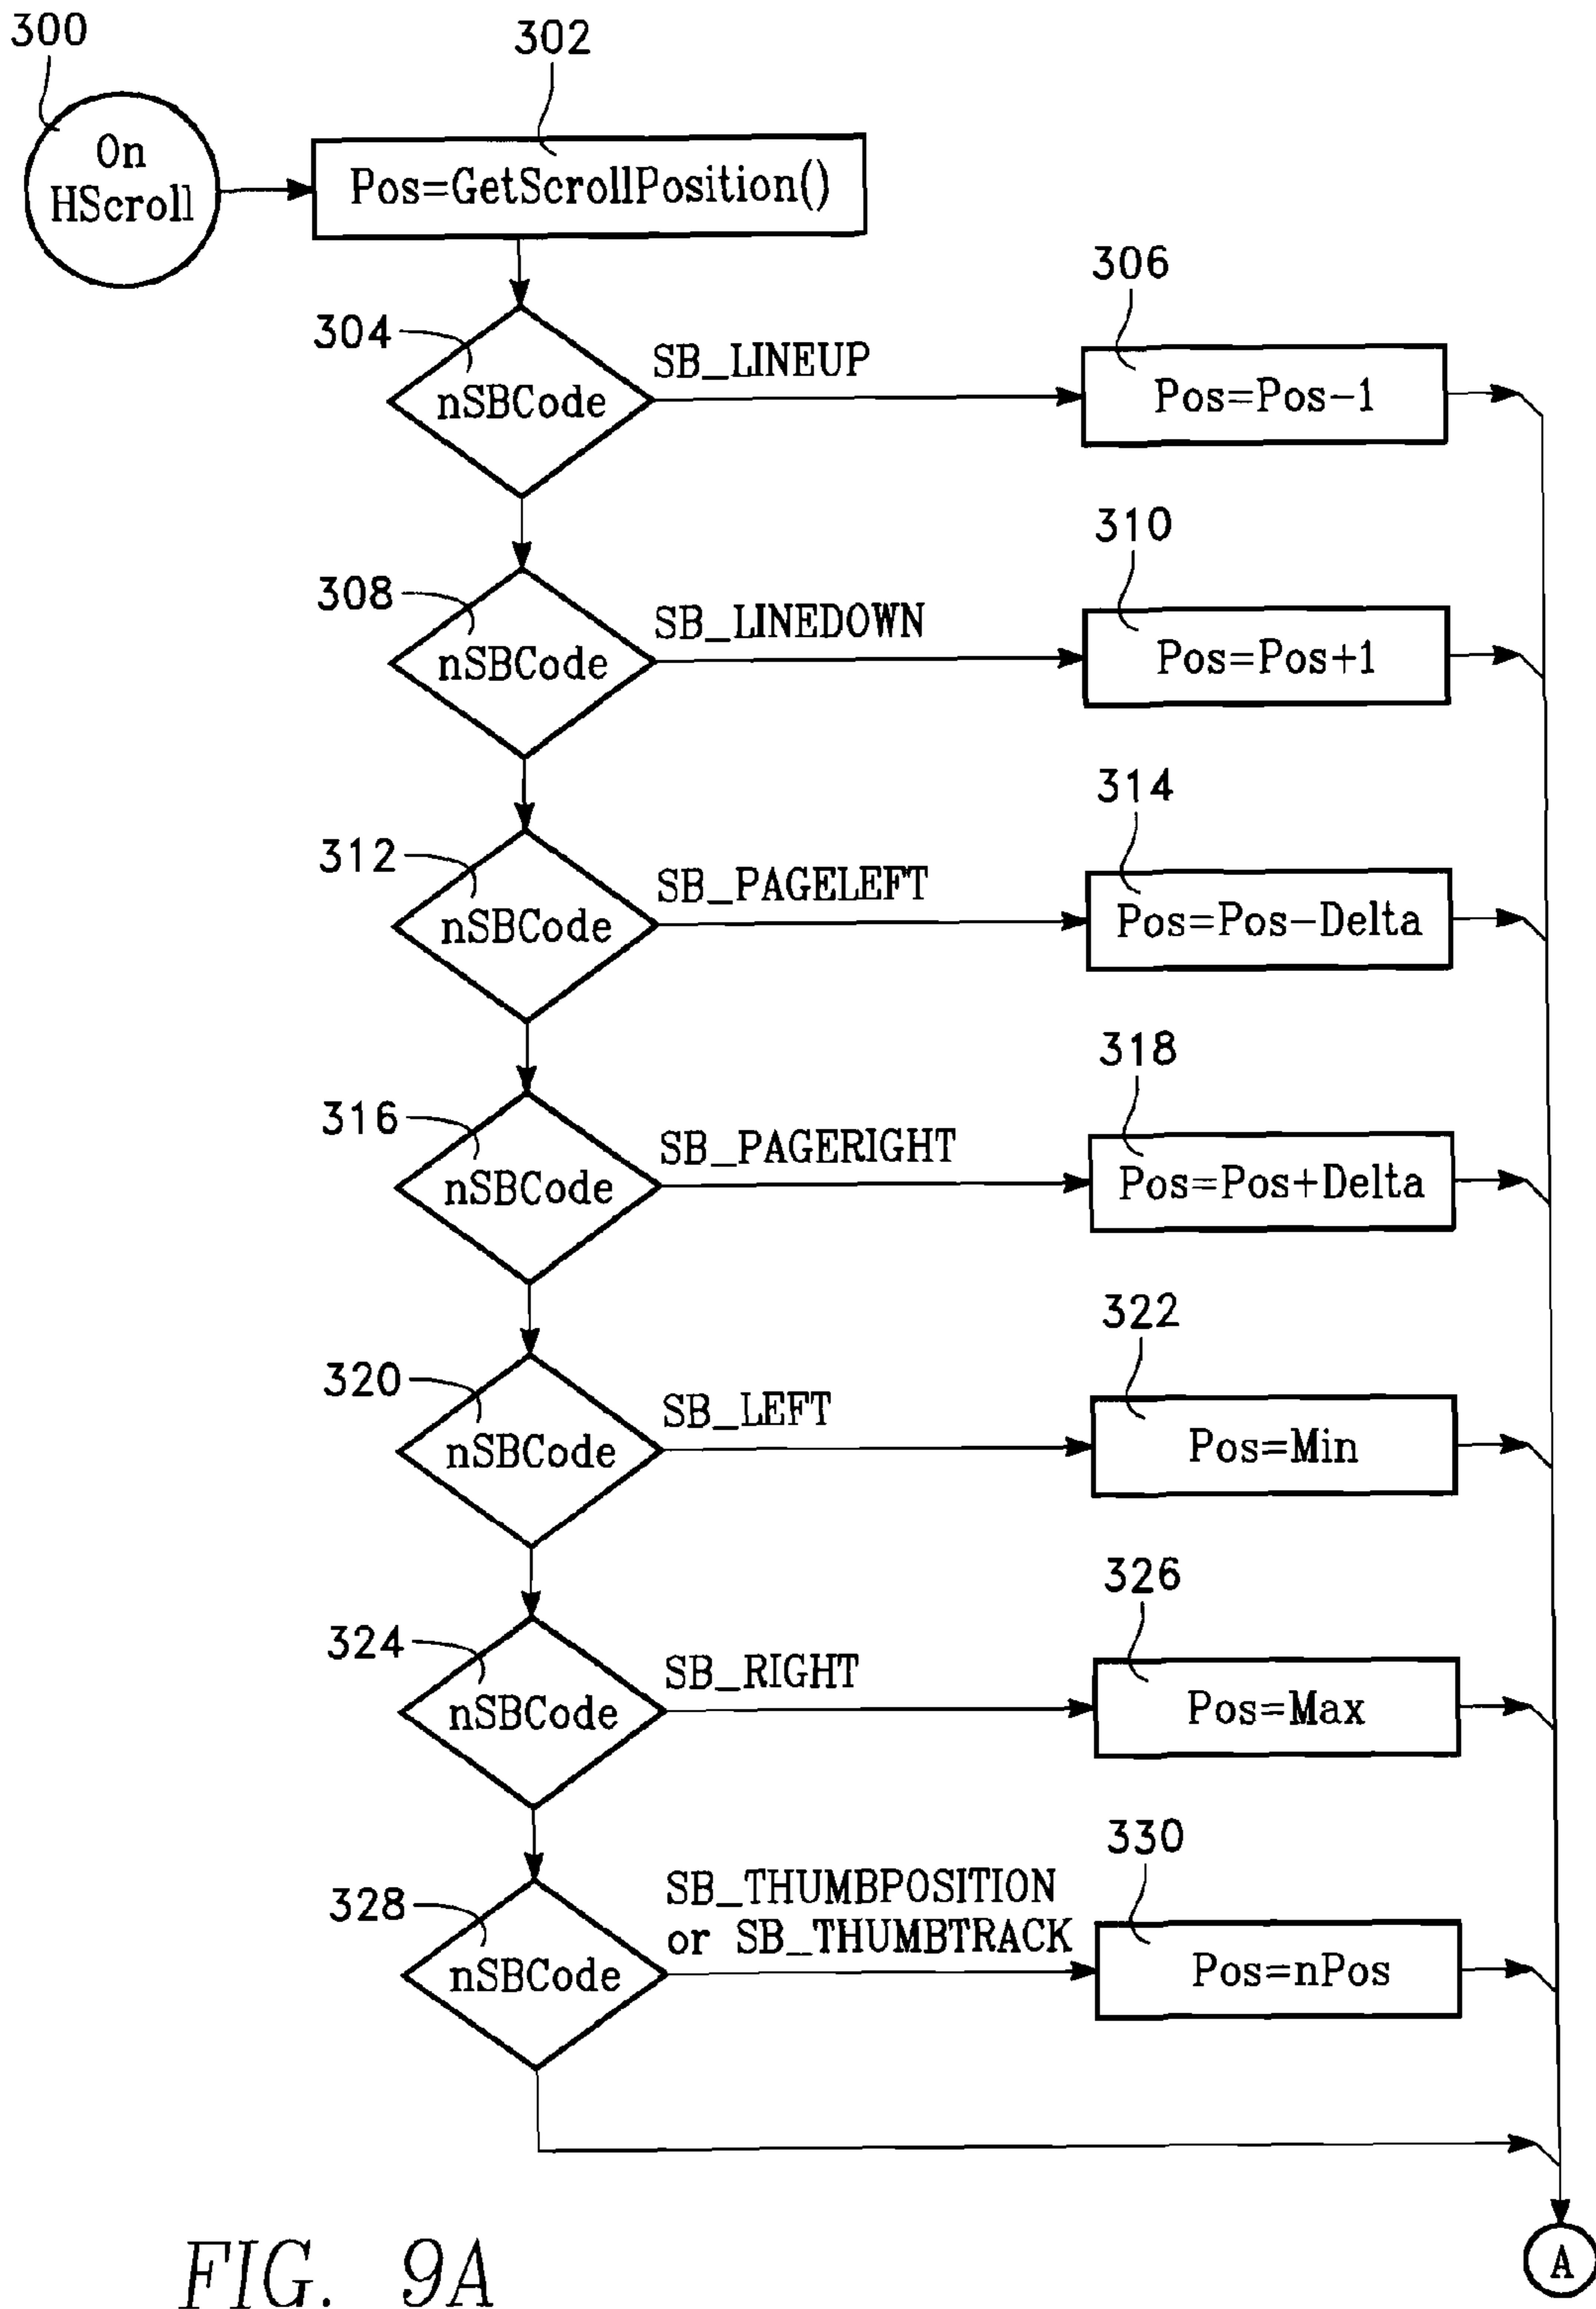 300
302
On
HScroll
Pos=GetScrollPosition()
304
nSBCode
SB_LINEUP
306
Pos=Pos-1
308
nSBCode
SB_LINEDOWN
310
Pos=Pos+1
312
nSBCode
SB_PAGELEFT
314
Pos=Pos-Delta
316
nSBCode
SB_PAGERIGHT
318
Pos=Pos+Delta
320
nSBCode
SB_LEFT
322
Pos=Min
324
nSBCode
SB_RIGHT
326
Pos=Max
328
nSBCode
SB_THUMBPOSITION
or SB_THUMBTRACK
330
Pos=nPos
A
FIG. 9A